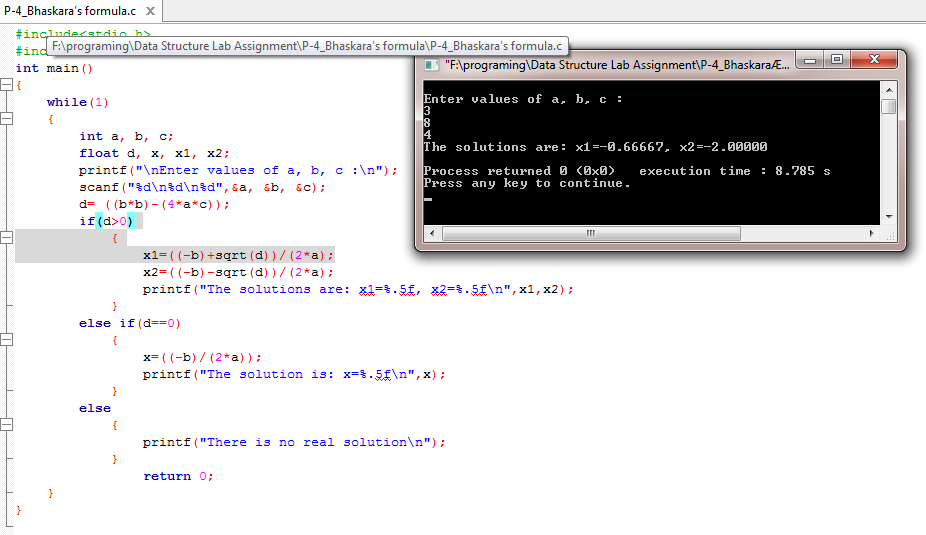 P-4_Bhaskara's formula.c
#include<stdio.h>
#inc
F:\programing\Data Structure Lab Assignment\P-4_Bhaskara's formula\P-4_Bhaskara's formula.c
int main()
{
while(1)
{
int a, b, c;
float d, x, x1, x2;
printf("\nEnter values of a, b, c :\n");
scanf("%d\n%d\n%d",&a, &b, &c);
d= ((b*b)-(4*a*c));
if(d>0)
{
x1=((-b)+sqrt(d))/(2*a);
x2=((-b)-sqrt(d))/(2*a);
printf("The solutions are: x1=%.5f, x2=%.5f\n",x1,x2);
}
else if(d==0)
{
x=((-b)/(2*a));
printf("The solution is: x=%.5f\n",x);
}
else
{
printf("There is no real solution\n");
}
return 0;
}
}
"F:\programing\Data Structure Lab Assignment\P-4_BhaskaraÆ...
Enter values of a, b, c :
3
8
4
The solutions are: x1=-0.66667, x2=-2.00000
Process returned 0 (0x0) execution time : 8.785 s
Press any key to continue.